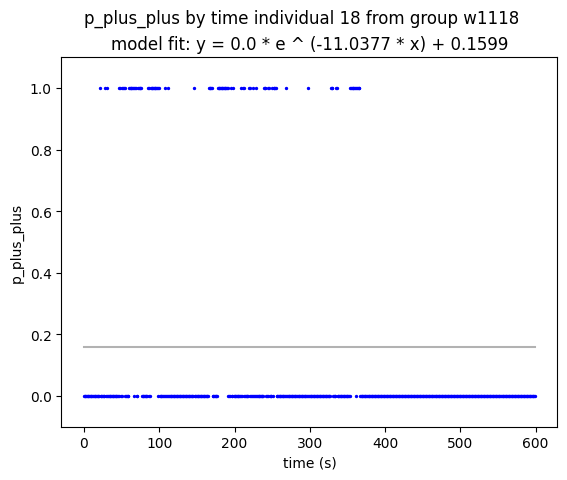 p_plus_plus by time individual 18 from group w1118
model fit: y = 0.0 * e ^ (-11.0377 * x) + 0.1599
p_plus_plus
1.0
0.8
0.6
0.4
0.2
0.0
0 100 200 300 400 500 600
time (s)